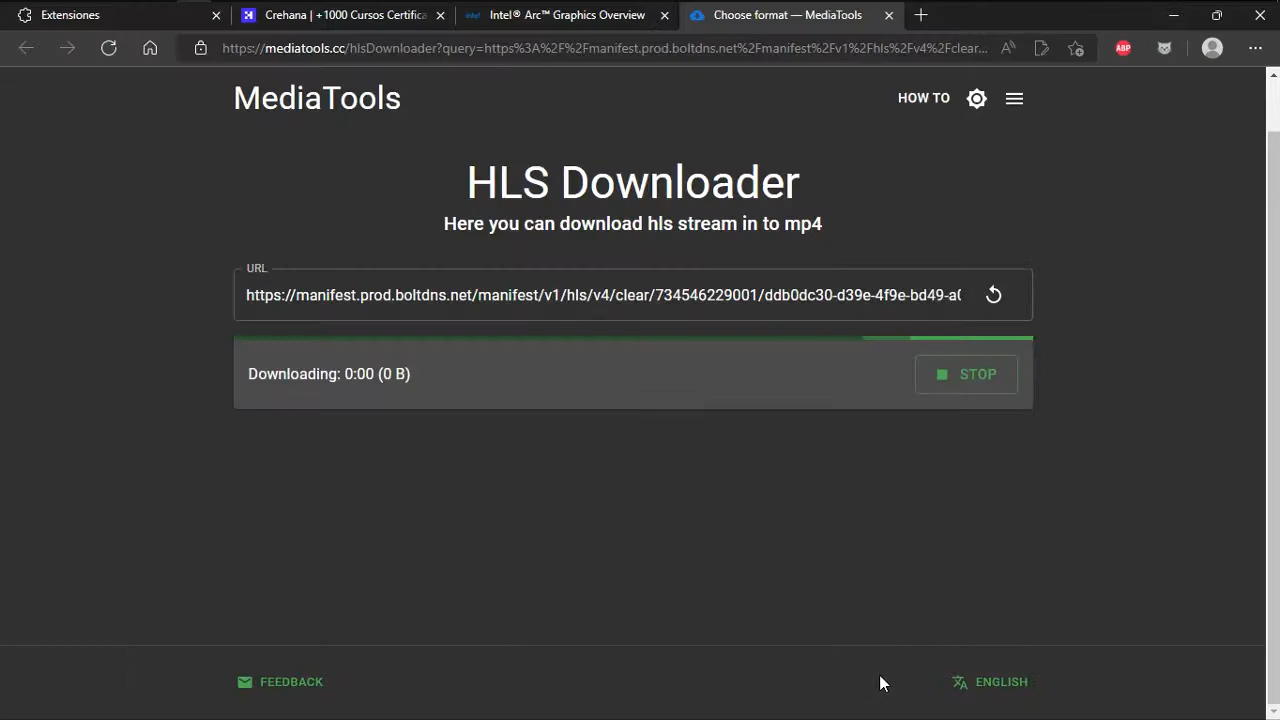 Extensiones
Crehana | +1000 Cursos Certifica
intel
Intel® Arc™ Graphics Overview
Choose format — MediaTools
https://mediatools.cc/hlsDownloader?query=https%3A%2F%2Fmanifest.prod.boltdns.net%2Fmanifest%2Fv1%2Fhls%2Fv4%2Fclear...
ABP
MediaTools
HOW TO
HLS Downloader
Here you can download hls stream in to mp4
URL
https://manifest.prod.boltdns.net/manifest/v1/hls/v4/clear/734546229001/ddb0dc30-d39e-4f9e-bd49-a0
Downloading: 0:00 (0 B)
STOP
FEEDBACK
ENGLISH